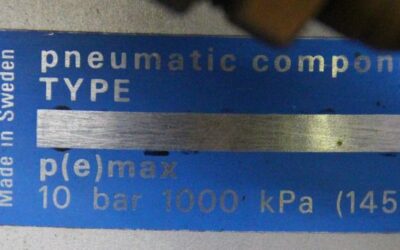 Made in Sweden
pneumatic compon
TYPE
p(e)max
10 bar 1000 kPa (145